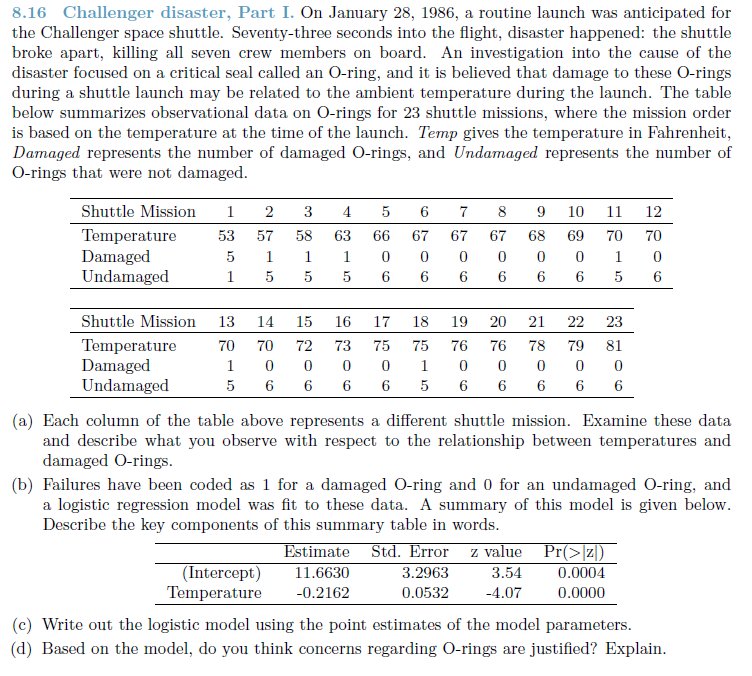 8.16 Challenger disaster, Part I. On January 28, 1986, a routine launch was anticipated for
the Challenger space shuttle. Seventy-three seconds into the flight, disaster happened: the shuttle
broke apart, killing all seven crew members on board. An investigation into the cause of the
disaster focused on a critical seal called an O-ring, and it is believed that damage to these O-rings
during a shuttle launch may be related to the ambient temperature during the launch. The table
below summarizes observational data on O-rings for 23 shuttle missions, where the mission order
is based on the temperature at the time of the launch. Temp gives the temperature in Fahrenheit,
Damaged represents the number of damaged O-rings, and Undamaged represents the number of
O-rings that were not damaged.
Shuttle Mission 1 2 3 4 5 6 7 8 9 10 11 12
Temperature 53 57 58 63 66 67 67 67 68 69 70 70
Damaged 5 1 1 1 0 0 0 0 0 0 1 0
Undamaged 1 5 5 5 6 6 6 6 6 6 5 6
Shuttle Mission 13 14 15 16 17 18 19 20 21 22 23
Temperature 70 70 72 73 75 75 76 76 78 79 81
Damaged 1 0 0 0 0 1 0 0 0 0 0
Undamaged 5 6 6 6 6 5 6 6 6 6 6
(a) Each column of the table above represents a different shuttle mission. Examine these data
and describe what you observe with respect to the relationship between temperatures and
damaged O-rings.
(b) Failures have been coded as 1 for a damaged O-ring and 0 for an undamaged O-ring, and
a logistic regression model was fit to these data. A summary of this model is given below.
Describe the key components of this summary table in words.
Estimate Std. Error z value Pr(>|z|)
(Intercept) 11.6630 3.2963 3.54 0.0004
Temperature -0.2162 0.0532 -4.07 0.0000
(c) Write out the logistic model using the point estimates of the model parameters.
(d) Based on the model, do you think concerns regarding O-rings are justified? Explain.